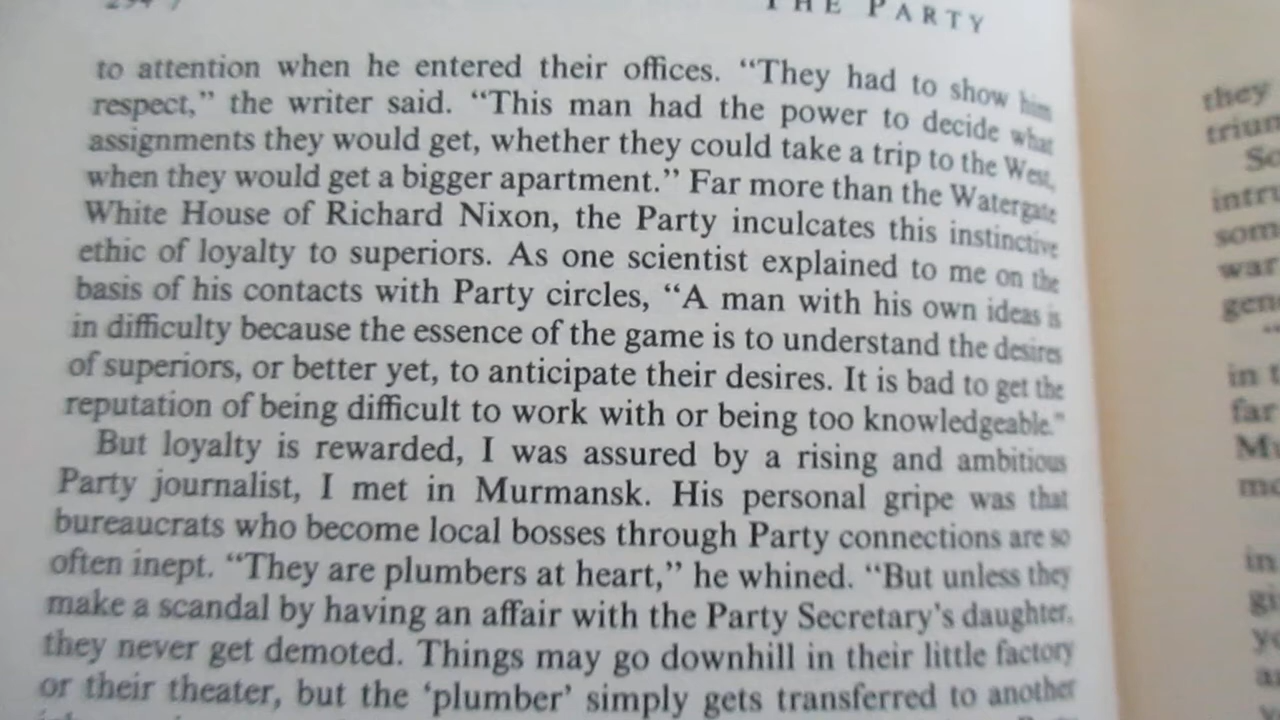 THE PARTY
to attention when he entered their offices. “They had to show him
respect,” the writer said. “This man had the power to decide what
assignments they would get, whether they could take a trip to the West,
when they would get a bigger apartment.” Far more than the Watergate
White House of Richard Nixon, the Party inculcates this instinctive
ethic of loyalty to superiors. As one scientist explained to me on the
basis of his contacts with Party circles, “A man with his own ideas is
in difficulty because the essence of the game is to understand the desires
of superiors, or better yet, to anticipate their desires. It is bad to get the
reputation of being difficult to work with or being too knowledgeable.”
But loyalty is rewarded, I was assured by a rising and ambitious
Party journalist, I met in Murmansk. His personal gripe was that
bureaucrats who become local bosses through Party connections are so
often inept. “They are plumbers at heart,” he whined. “But unless they
make a scandal by having an affair with the Party Secretary’s daughter,
they never get demoted. Things may go downhill in their little factory
or their theater, but the ‘plumber’ simply gets transferred to another
they
in
far
in